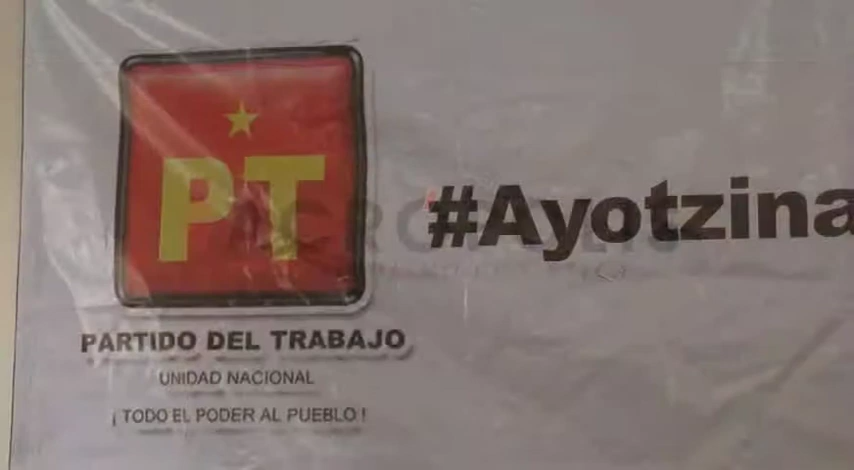 PT
#Ayotzina
PARTIDO DEL TRABAJO
UNIDAD NACIONAL
¡ TODO EL PODER AL PUEBLO !